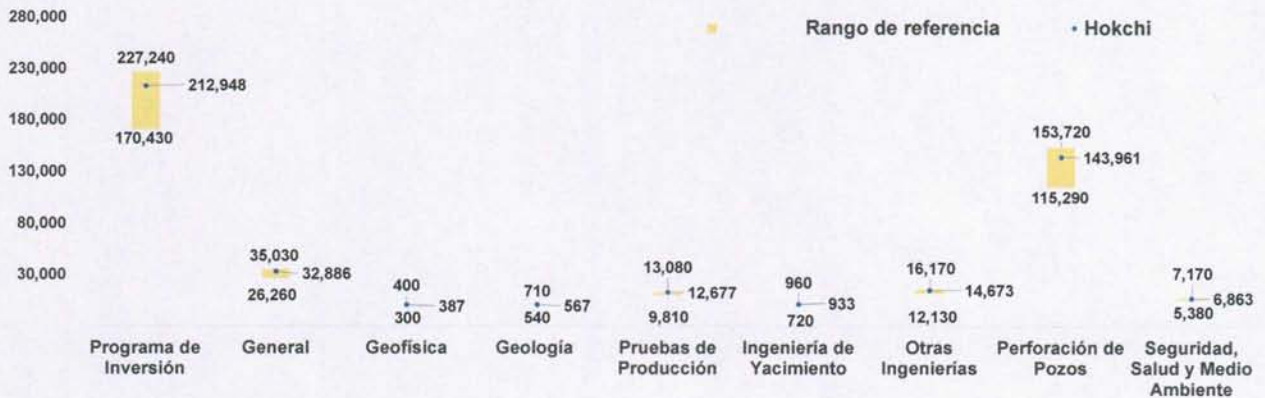 280,000
230,000
180,000
130,000
80,000
30,000
Rango de referencia
Hokchi
227,240
212,948
170,430
35,030
32,886
26,260
400
387
300
710
567
540
13,080
12,677
9,810
960
933
720
16,170
14,673
12,130
153,720
143,961
115,290
7,170
6,863
5,380
Programa de
Inversión
General
Geofísica
Geología
Pruebas de
Producción
Ingeniería de
Yacimiento
Otras
Ingenierías
Perforación de
Pozos
Seguridad,
Salud y Medio
Ambiente